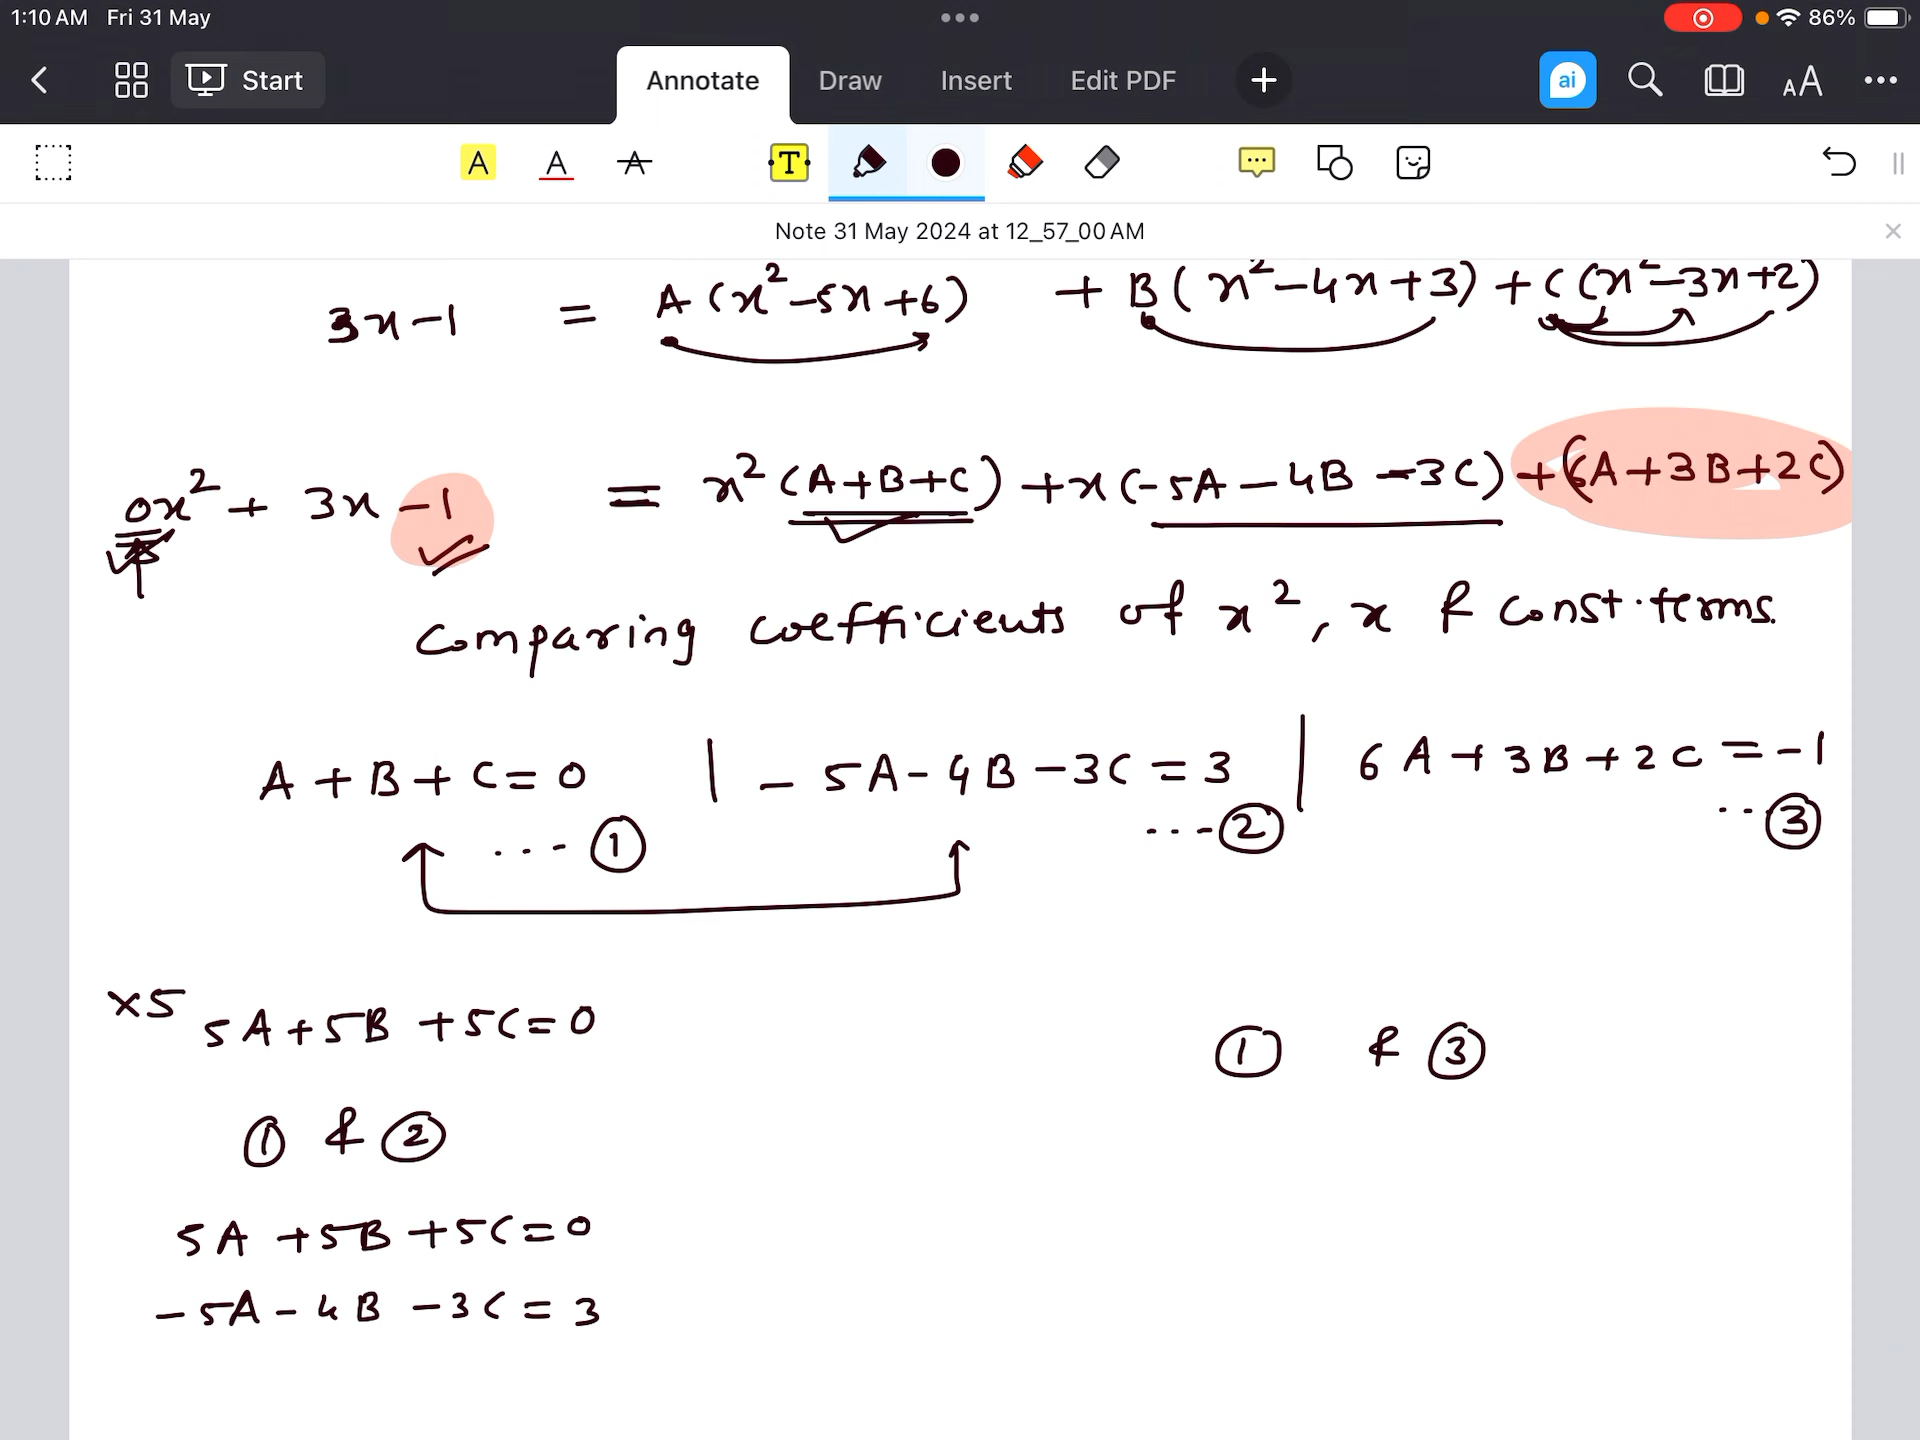 1:10 AM Fri 31 May 86%
Start Annotate Draw Insert Edit PDF + ai AA
A A A T
Note 31 May 2024 at 12_57_00 AM ×
3x-1 = A(x²-5x+6) + B(x²-4x+3) + C(x²-3x+2)
0x² + 3x -1 = x²(A+B+C) + x(-5A-4B-3C) + (6A+3B+2C)
Comparing coefficients of x², x & const. terms.
A+B+C=0 | -5A-4B-3C=3 | 6A+3B+2C=-1
...① ...② ..③
×5 5A+5B+5C=0
① & ③
① & ②
5A+5B+5C=0
-5A-4B-3C=3